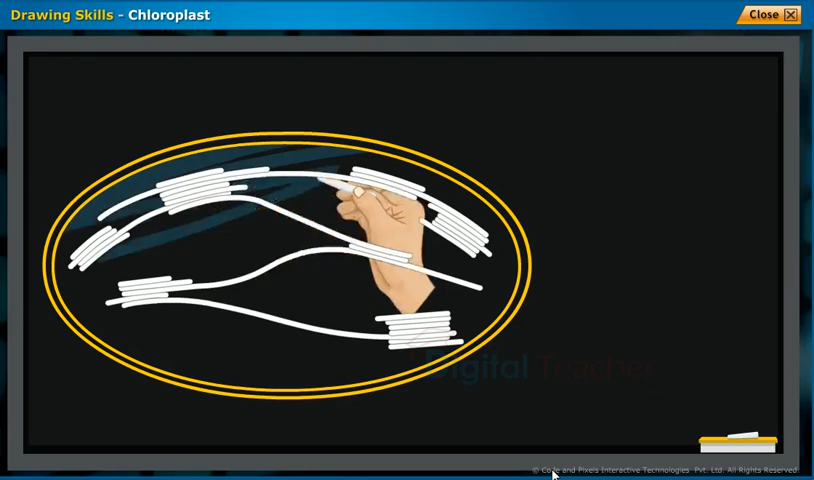 Drawing Skills - Chloroplast
Close
Digital Teacher
© Code and Pixels Interactive Technologies Pvt. Ltd. All Rights Reserved